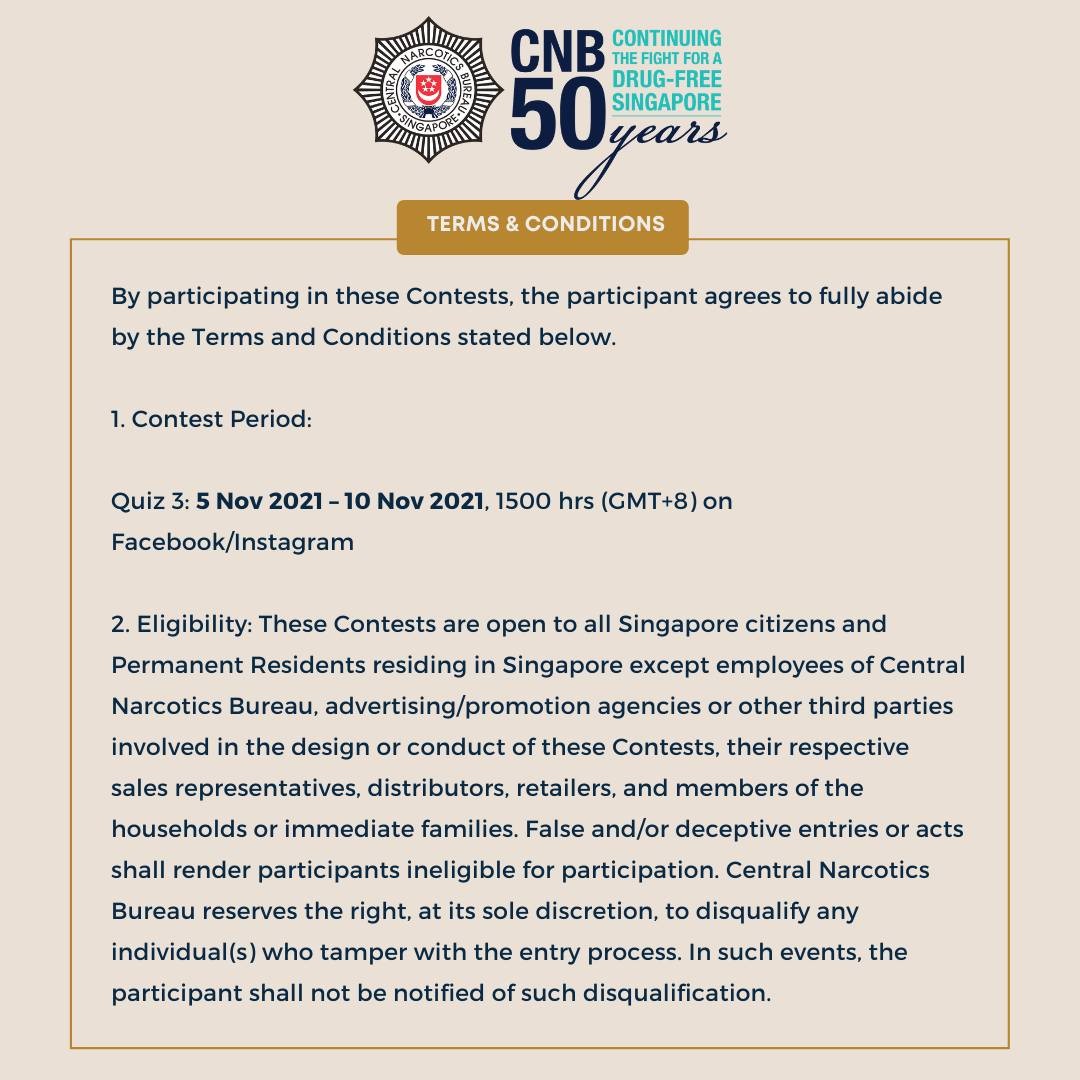 CENTRAL NARCOTICS BUREAU
SINGAPORE
CNB
50
years
CONTINUING
THE FIGHT FOR A
DRUG-FREE
SINGAPORE
TERMS & CONDITIONS
By participating in these Contests, the participant agrees to fully abide
by the Terms and Conditions stated below.
1. Contest Period:
Quiz 3: 5 Nov 2021 – 10 Nov 2021, 1500 hrs (GMT+8) on
Facebook/Instagram
2. Eligibility: These Contests are open to all Singapore citizens and
Permanent Residents residing in Singapore except employees of Central
Narcotics Bureau, advertising/promotion agencies or other third parties
involved in the design or conduct of these Contests, their respective
sales representatives, distributors, retailers, and members of the
households or immediate families. False and/or deceptive entries or acts
shall render participants ineligible for participation. Central Narcotics
Bureau reserves the right, at its sole discretion, to disqualify any
individual(s) who tamper with the entry process. In such events, the
participant shall not be notified of such disqualification.